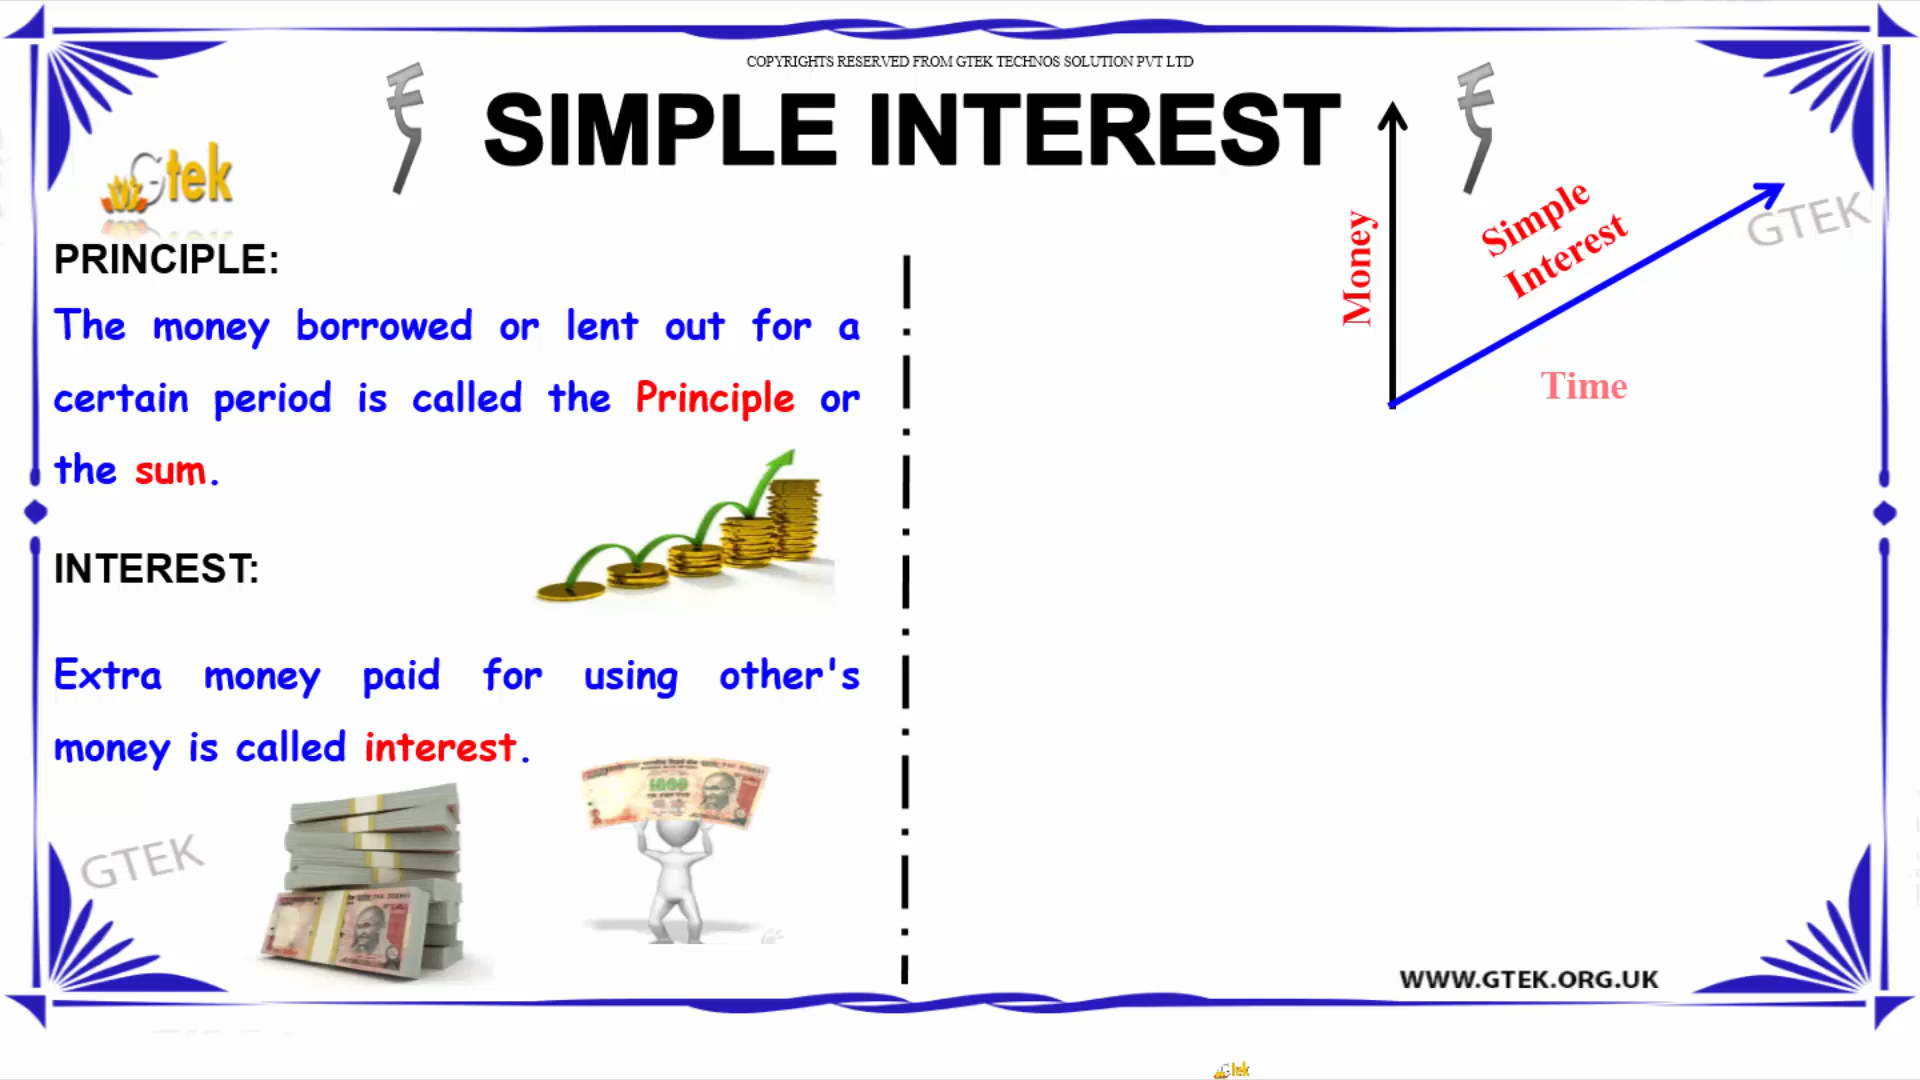 COPYRIGHTS RESERVED FROM GTEK TECHNOS SOLUTION PVT LTD
SIMPLE INTEREST
Gtek
PRINCIPLE:
The money borrowed or lent out for a
certain period is called the Principle or
the sum.
INTEREST:
Extra money paid for using other's
money is called interest.
1000
GTEK
Money
Simple
Interest
GTEK
Time
WWW.GTEK.ORG.UK
Gtek